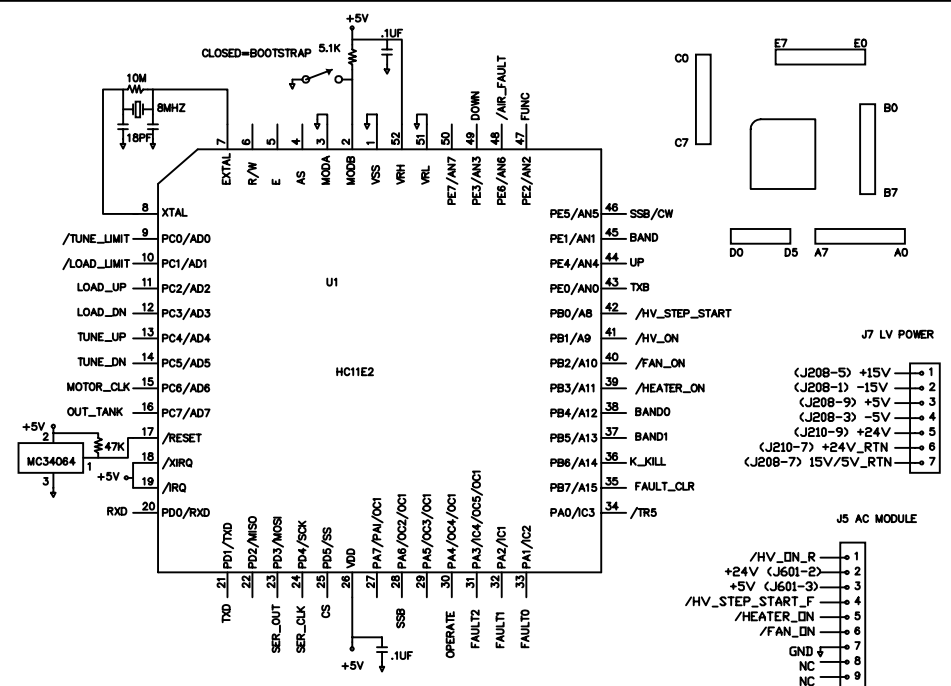 +5V
.1UF
CLOSED=BOOTSTRAP
5.1K
10M
8MHZ
18PF
DOWN
/AIR_FAULT
FUNC
7
6
5
4
3
2
1
52
51
50
49
48
47
EXTAL
R/W
E
AS
MODA
MODB
VSS
VRH
VRL
PE7/AN7
PE3/AN3
PE6/AN6
PE2/AN2
8 XTAL
/TUNE_LIMIT 9 PC0/AD0
/LOAD_LIMIT 10 PC1/AD1
LOAD_UP 11 PC2/AD2
LOAD_DN 12 PC3/AD3
TUNE_UP 13 PC4/AD4
TUNE_DN 14 PC5/AD5
MOTOR_CLK 15 PC6/AD6
OUT_TANK 16 PC7/AD7
17 /RESET
18 /XIRQ
19 /IRQ
RXD 20 PD0/RXD
+5V
2
47K
MC34064
1
3
+5V
U1
HC11E2
PE5/AN5 46 SSB/CW
PE1/AN1 45 BAND
PE4/AN4 44 UP
PE0/AN0 43 TXB
PB0/A8 42 /HV_STEP_START
PB1/A9 41 /HV_ON
PB2/A10 40 /FAN_ON
PB3/A11 39 /HEATER_ON
PB4/A12 38 BAND0
PB5/A13 37 BAND1
PB6/A14 36 K_KILL
PB7/A15 35 FAULT_CLR
PA0/IC3 34 /TR5
PD1/TXD
PD2/MISO
PD3/MOSI
PD4/SCK
PD5/SS
VDD
PA7/PAI/OC1
PA6/OC2/OC1
PA5/OC3/OC1
PA4/OC4/OC1
PA3/IC4/OC5/OC1
PA2/IC1
PA1/IC2
21
22
23
24
25
26
27
28
29
30
31
32
33
TXD
SER_OUT
SER_CLK
CS
SSB
OPERATE
FAULT2
FAULT1
FAULT0
+5V
.1UF
C0
C7
E7
E0
B0
B7
D0
D5
A7
A0
J7 LV POWER
(J208-5) +15V 1
(J208-1) -15V 2
(J208-9) +5V 3
(J208-3) -5V 4
(J210-9) +24V 5
(J210-7) +24V_RTN 6
(J208-7) 15V/5V_RTN 7
J5 AC MODULE
/HV_ON_R 1
+24V (J601-2) 2
+5V (J601-3) 3
/HV_STEP_START_F 4
/HEATER_ON 5
/FAN_ON 6
GND 7
NC 8
NC 9